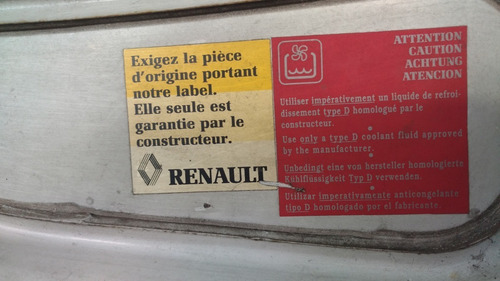 Exigez la pièce
d'origine portant
notre label.
Elle seule est
garantie par le
constructeur.
RENAULT
ATTENTION
CAUTION
ACHTUNG
ATENCION
Utiliser impérativement un liquide de refroi-
dissement type D homologué par le
constructeur.
Use only a type D coolant fluid approved
by the manufacturer.
Unbedingt eine von hersteller homologierte
Kühlflüssigkeit Typ D verwenden.
Utilizar imperativamente anticongelante
tipo D homologado por el fabricante.